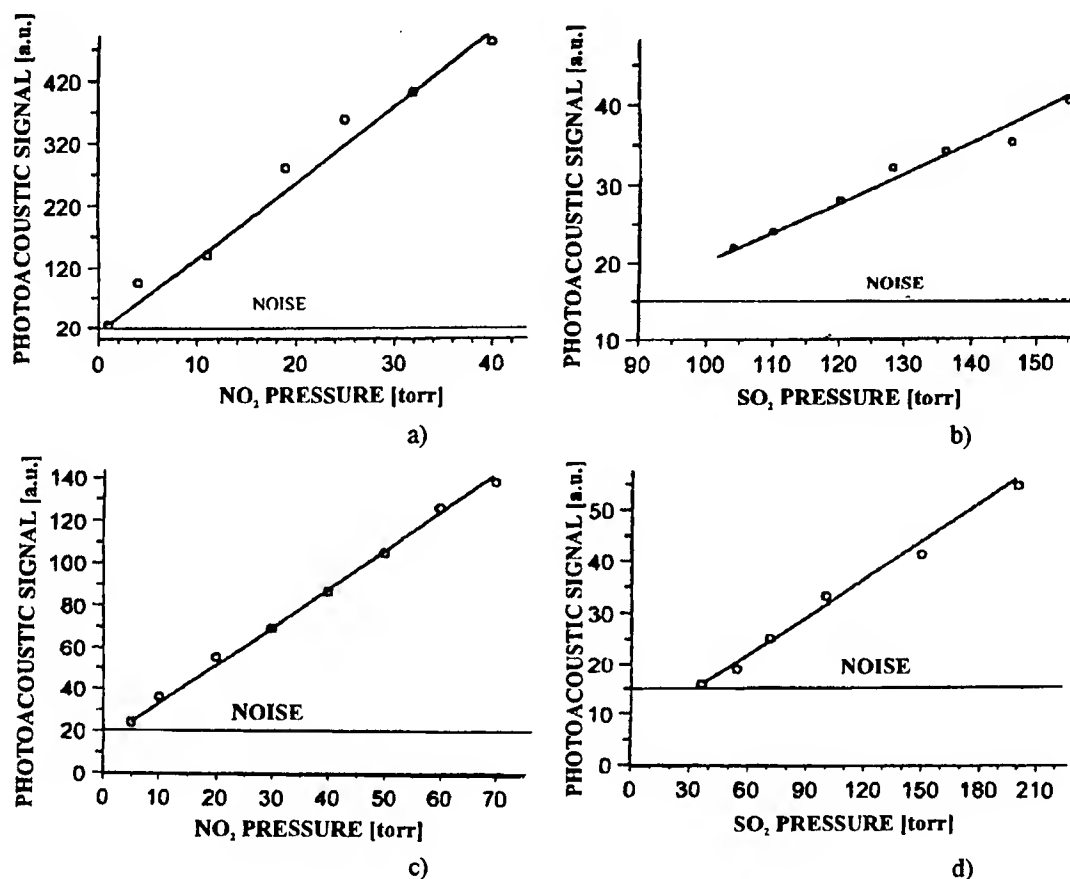 PHOTOACOUSTIC SIGNAL [a.u.]
420
320
220
120
20
NOISE
0 10 20 30 40
NO₂ PRESSURE [torr]
a)
PHOTOACOUSTIC SIGNAL [a.u.]
40
30
20
10
NOISE
90 100 110 120 130 140 150
SO₂ PRESSURE [torr]
b)
PHOTOACOUSTIC SIGNAL [a.u.]
140
120
100
80
60
40
20
0
NOISE
0 10 20 30 40 50 60 70
NO₂ PRESSURE [torr]
c)
PHOTOACOUSTIC SIGNAL [a.u.]
50
40
30
20
15
0
NOISE
0 30 60 90 120 150 180 210
SO₂ PRESSURE [torr]
d)